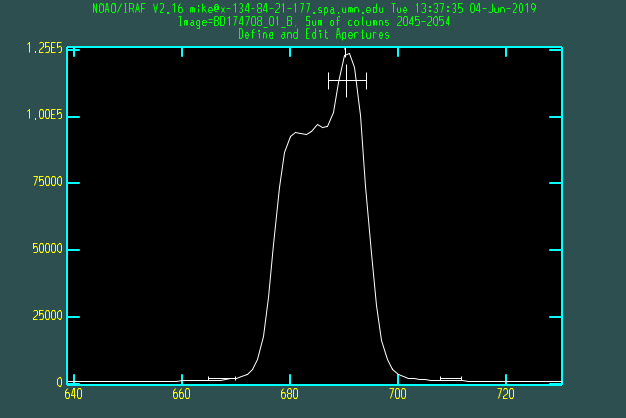 NOAO/IRAF V2.16 mike@x-134-84-21-177.spa.umn.edu Tue 13:37:35 04-Jun-2019
Image=BD174708_01_B, Sum of columns 2045-2054
Define and Edit Apertures
1.25E5
1.00E5
75000
50000
25000
0
640 660 680 700 720